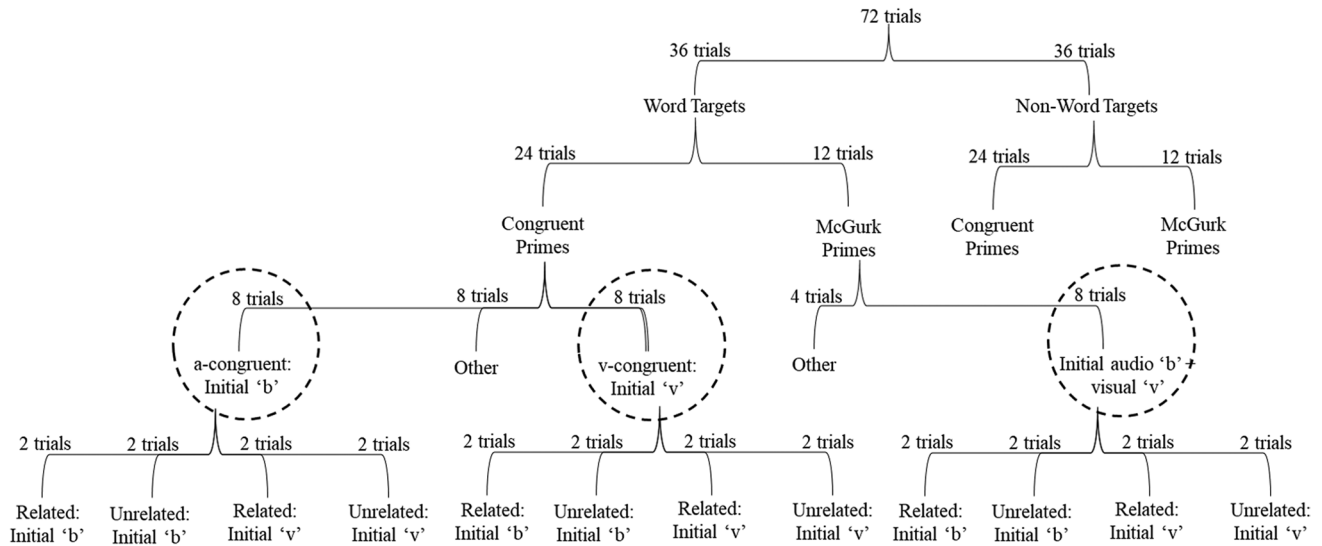 72 trials
36 trials
36 trials
Word Targets
Non-Word Targets
24 trials
12 trials
24 trials
12 trials
Congruent
Primes
McGurk
Primes
Congruent
Primes
McGurk
Primes
8 trials
8 trials
8 trials
4 trials
8 trials
a-congruent:
Initial ‘b’
Other
v-congruent:
Initial ‘v’
Other
Initial audio ‘b’ +
visual ‘v’
2 trials
2 trials
2 trials
2 trials
2 trials
2 trials
2 trials
2 trials
2 trials
2 trials
2 trials
2 trials
Related:
Initial ‘b’
Unrelated:
Initial ‘b’
Related:
Initial ‘v’
Unrelated:
Initial ‘v’
Related:
Initial ‘b’
Unrelated:
Initial ‘b’
Related:
Initial ‘v’
Unrelated:
Initial ‘v’
Related:
Initial ‘b’
Unrelated:
Initial ‘b’
Related:
Initial ‘v’
Unrelated:
Initial ‘v’